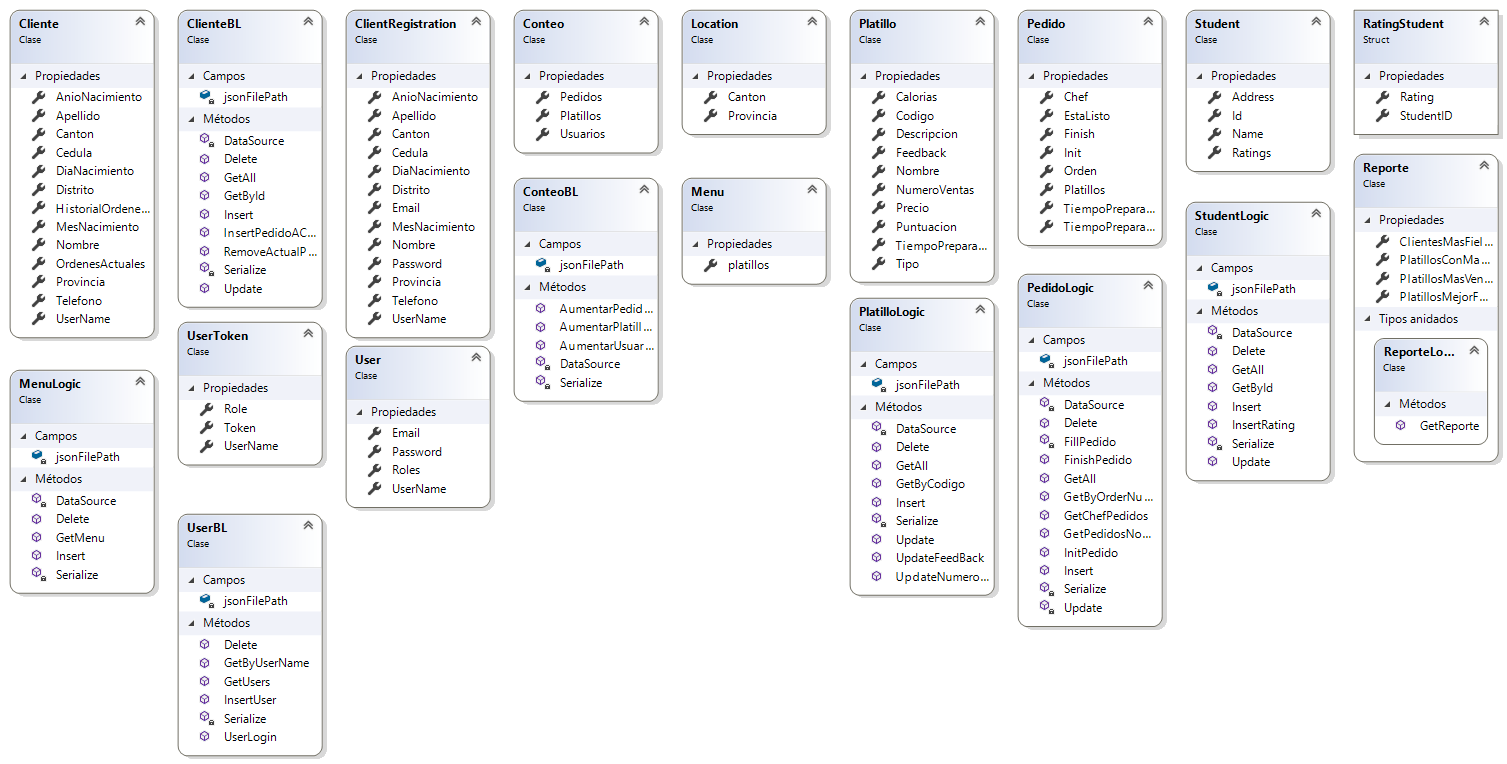 Cliente
Clase
Propiedades
AnioNacimiento
Apellido
Canton
Cedula
DiaNacimiento
Distrito
HistorialOrdene...
MesNacimiento
Nombre
OrdenesActuales
Provincia
Telefono
UserName
MenuLogic
Clase
Campos
jsonFilePath
Métodos
DataSource
Delete
GetMenu
Insert
Serialize
ClienteBL
Clase
Campos
jsonFilePath
Métodos
DataSource
Delete
GetAll
GetById
Insert
InsertPedidoAC...
RemoveActualP...
Serialize
Update
UserToken
Clase
Propiedades
Role
Token
UserName
UserBL
Clase
Campos
jsonFilePath
Métodos
Delete
GetByUserName
GetUsers
InsertUser
Serialize
UserLogin
ClientRegistration
Clase
Propiedades
AnioNacimiento
Apellido
Canton
Cedula
DiaNacimiento
Distrito
Email
MesNacimiento
Nombre
Password
Provincia
Telefono
UserName
User
Clase
Propiedades
Email
Password
Roles
UserName
Conteo
Clase
Propiedades
Pedidos
Platillos
Usuarios
ConteoBL
Clase
Campos
jsonFilePath
Métodos
AumentarPedid...
AumentarPlatill...
AumentarUsuar...
DataSource
Serialize
Location
Clase
Propiedades
Canton
Provincia
Menu
Clase
Propiedades
platillos
Platillo
Clase
Propiedades
Calorias
Codigo
Descripcion
Feedback
Nombre
NumeroVentas
Precio
Puntuacion
TiempoPrepara...
Tipo
PlatilloLogic
Clase
Campos
jsonFilePath
Métodos
DataSource
Delete
GetAll
GetByCodigo
Insert
Serialize
Update
UpdateFeedBack
UpdateNumero...
Pedido
Clase
Propiedades
Chef
EstaListo
Finish
Init
Orden
Platillos
TiempoPrepara...
TiempoPrepara...
PedidoLogic
Clase
Campos
jsonFilePath
Métodos
DataSource
Delete
FillPedido
FinishPedido
GetAll
GetByOrderNu...
GetChefPedidos
GetPedidosNo...
InitPedido
Insert
Serialize
Update
Student
Clase
Propiedades
Address
Id
Name
Ratings
StudentLogic
Clase
Campos
jsonFilePath
Métodos
DataSource
Delete
GetAll
GetById
Insert
InsertRating
Serialize
Update
RatingStudent
Struct
Propiedades
Rating
StudentID
Reporte
Clase
Propiedades
ClientesMasFiel...
PlatillosConMa...
PlatillosMasVen...
PlatillosMejorF...
Tipos anidados
ReporteLo...
Clase
Métodos
GetReporte